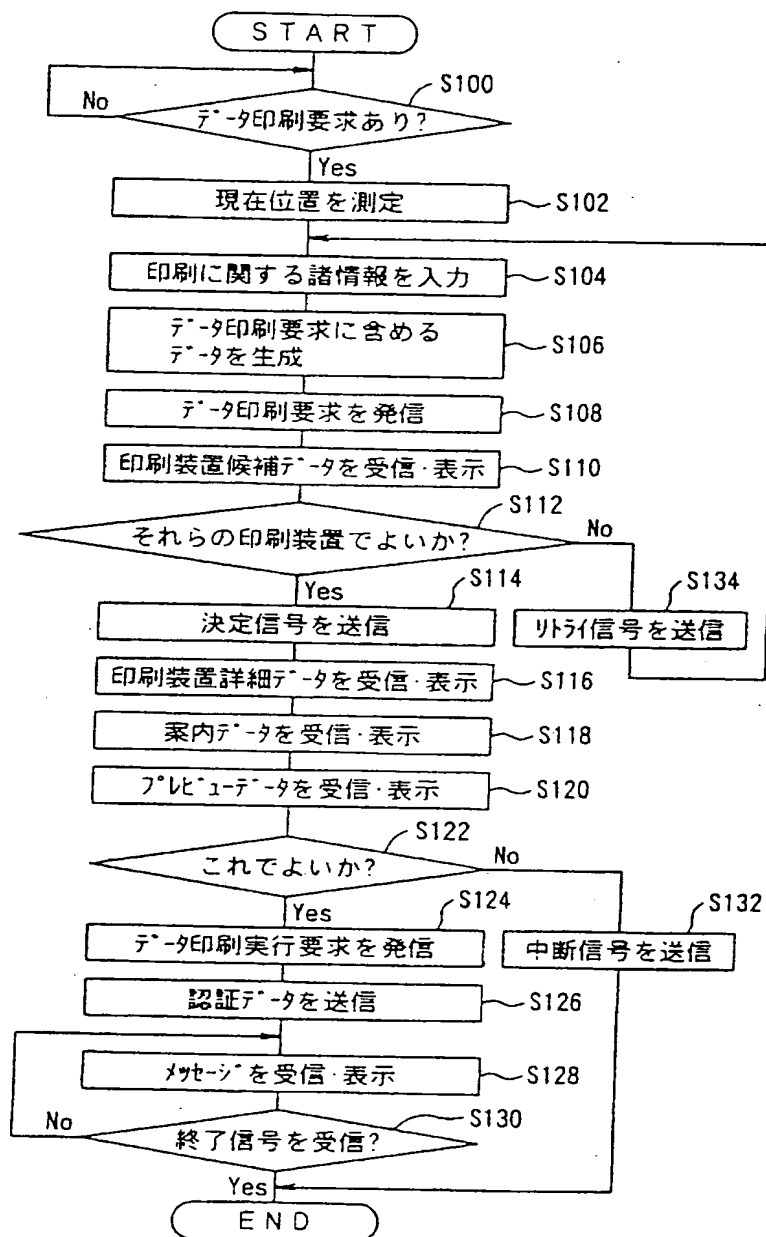 START
S100
No
データ印刷要求あり?
Yes
現在位置を測定
S102
印刷に関する諸情報を入力
S104
データ印刷要求に含める
データを生成
S106
データ印刷要求を発信
S108
印刷装置候補データを受信・表示
S110
S112
それらの印刷装置でよいか?
No
Yes
S114
S134
決定信号を送信
リトライ信号を送信
印刷装置詳細データを受信・表示
S116
案内データを受信・表示
S118
プレビューデータを受信・表示
S120
S122
これでよいか?
No
Yes
S124
S132
データ印刷実行要求を発信
中断信号を送信
認証データを送信
S126
メッセージを受信・表示
S128
No
S130
終了信号を受信?
Yes
END